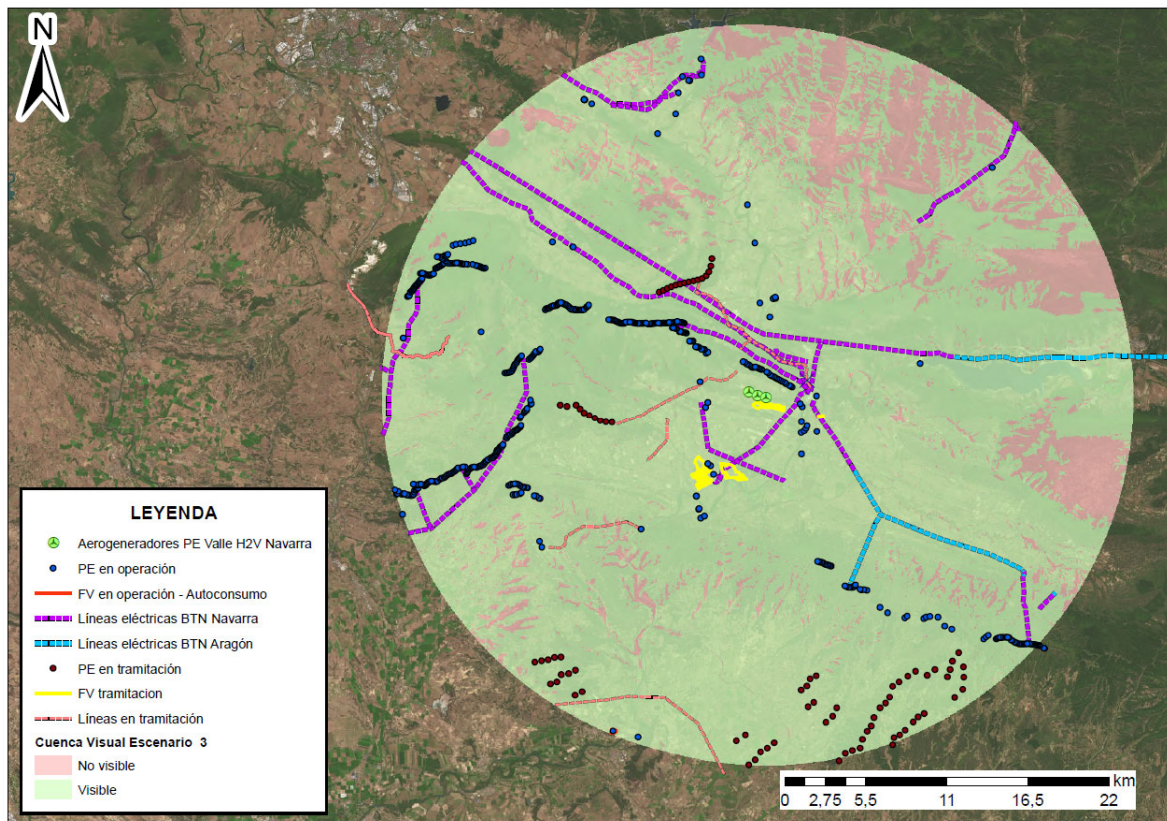 N
LEYENDA
Aerogeneradores PE Valle H2V Navarra
PE en operación
FV en operación - Autoconsumo
Líneas eléctricas BTN Navarra
Líneas eléctricas BTN Aragón
PE en tramitación
FV tramitacion
Líneas en tramitación
Cuenca Visual Escenario 3
No visible
Visible
km
0 2,75 5,5 11 16,5 22